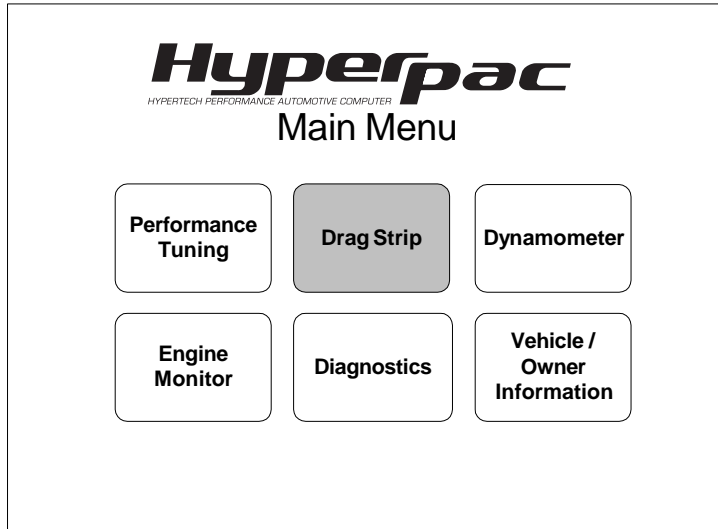 Hyperpac
HYPERTECH PERFORMANCE AUTOMOTIVE COMPUTER
Main Menu
Performance
Tuning
Drag Strip
Dynamometer
Engine
Monitor
Diagnostics
Vehicle /
Owner
Information